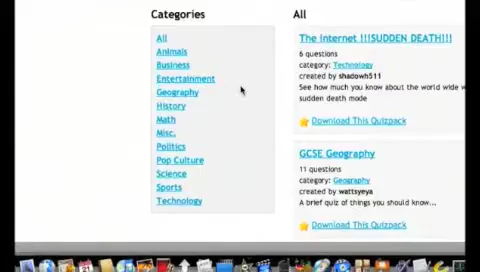 Categories
All
Animals
Business
Entertainment
Geography
History
Math
Misc.
Politics
Pop Culture
Science
Sports
Technology
All
The Internet !!!SUDDEN DEATH!!!
6 questions
category: Technology
created by shadowh511
See how much you know about the world wide w
sudden death mode
Download This Quizpack
GCSE Geography
11 questions
category: Geography
created by wattsyeya
A brief quiz of things you should know...
Download This Quizpack